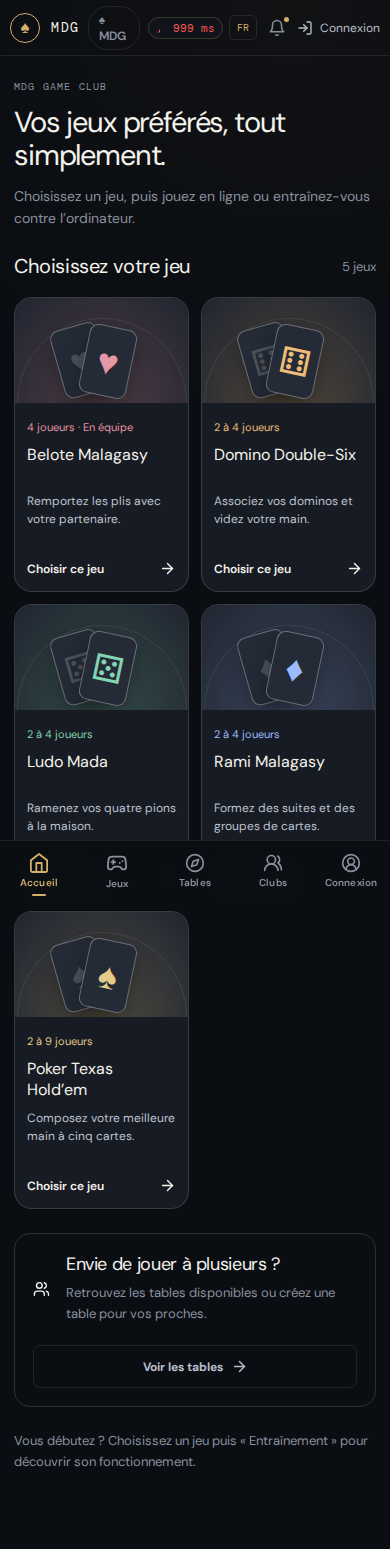 ♠ MDG ♠ MDG 999 ms FR Connexion
MDG GAME CLUB
Vos jeux préférés, tout
simplement.
Choisissez un jeu, puis jouez en ligne ou entraînez-vous
contre l’ordinateur.
Choisissez votre jeu
5 jeux
4 joueurs · En équipe
Belote Malagasy
Remportez les plis avec
votre partenaire.
Choisir ce jeu →
2 à 4 joueurs
Domino Double-Six
Associez vos dominos et
videz votre main.
Choisir ce jeu →
2 à 4 joueurs
Ludo Mada
Ramenez vos quatre pions
à la maison.
2 à 4 joueurs
Rami Malagasy
Formez des suites et des
groupes de cartes.
Accueil Jeux Tables Clubs Connexion
2 à 9 joueurs
Poker Texas
Hold’em
Composez votre meilleure
main à cinq cartes.
Choisir ce jeu →
Envie de jouer à plusieurs ?
Retrouvez les tables disponibles ou créez une
table pour vos proches.
Voir les tables →
Vous débutez ? Choisissez un jeu puis « Entraînement » pour
découvrir son fonctionnement.